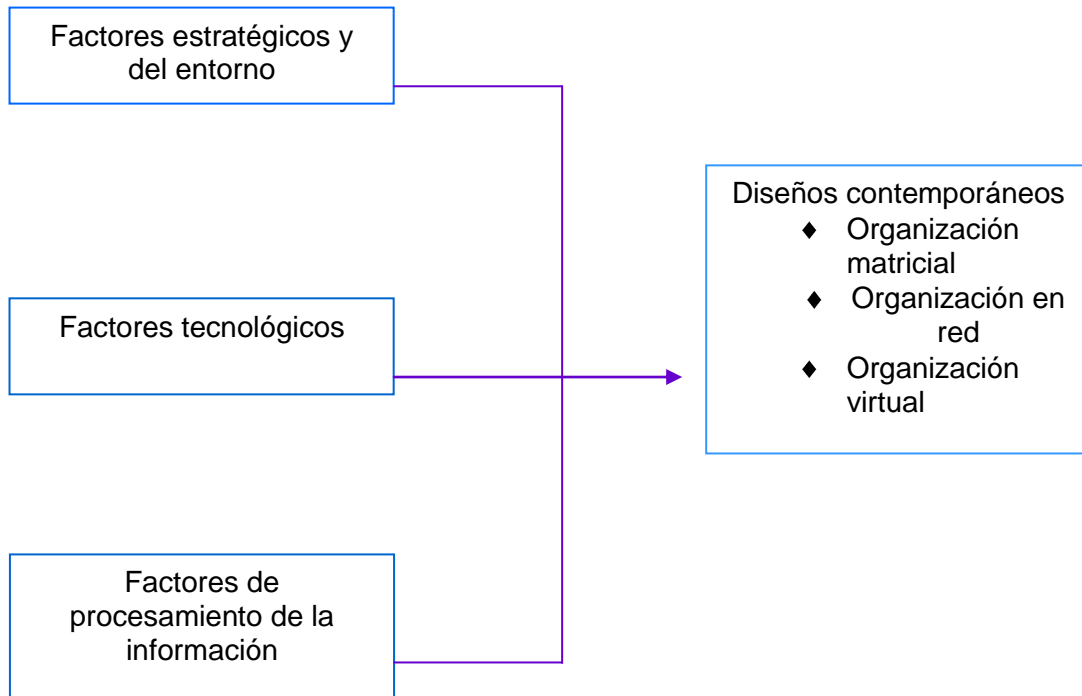 Factores estratégicos y
del entorno
Diseños contemporáneos
♦ Organización
matricial
♦ Organización en
red
♦ Organización
virtual
Factores tecnológicos
Factores de
procesamiento de la
información